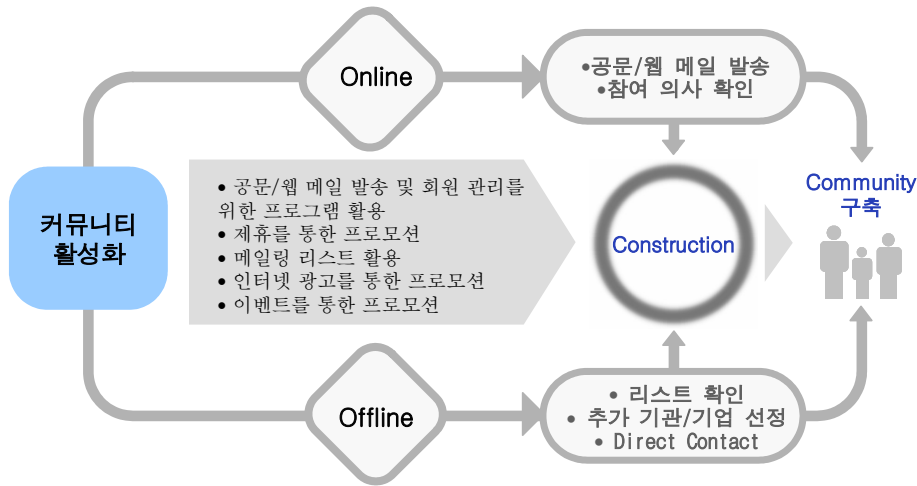 Online
•공문/웹 메일 발송
•참여 의사 확인
커뮤니티
활성화
• 공문/웹 메일 발송 및 회원 관리를
위한 프로그램 활용
• 제휴를 통한 프로모션
• 메일링 리스트 활용
• 인터넷 광고를 통한 프로모션
• 이벤트를 통한 프로모션
Construction
Community
구축
Offline
• 리스트 확인
• 추가 기관/기업 선정
• Direct Contact